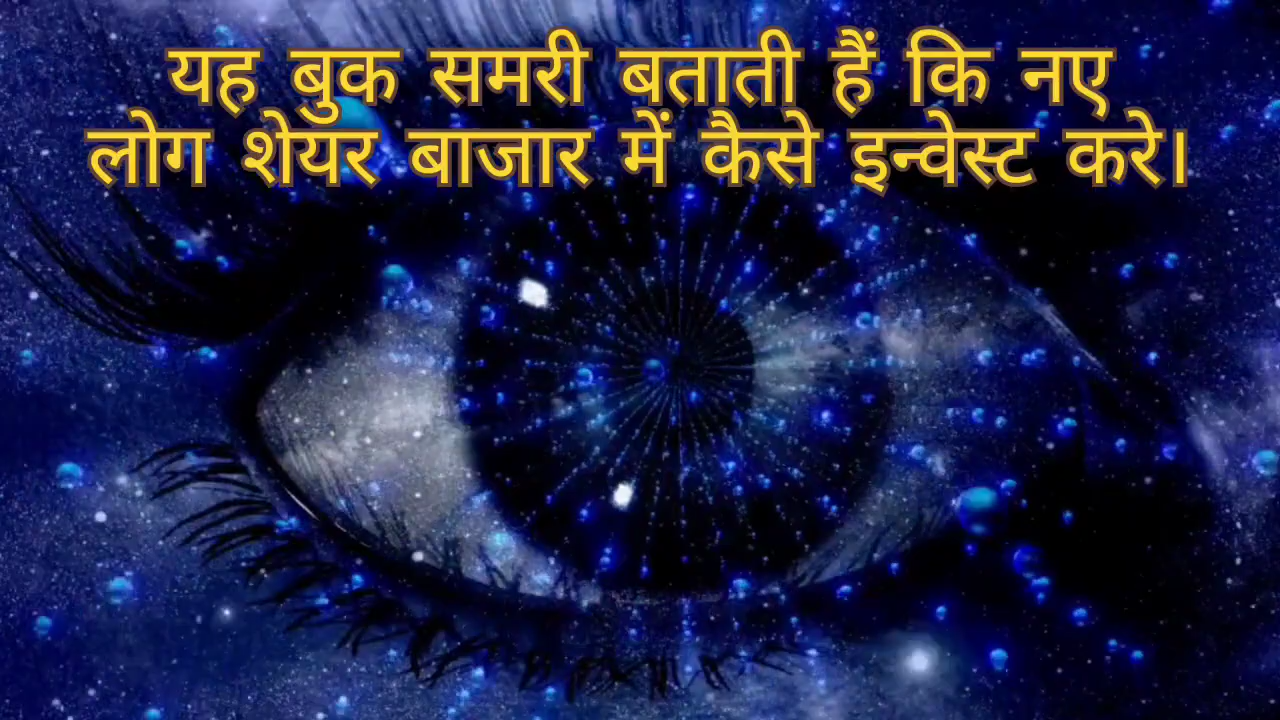 यह बुक समरी बताती हैं कि नए
लोग शेयर बाजार में कैसे इन्वेस्ट करे।